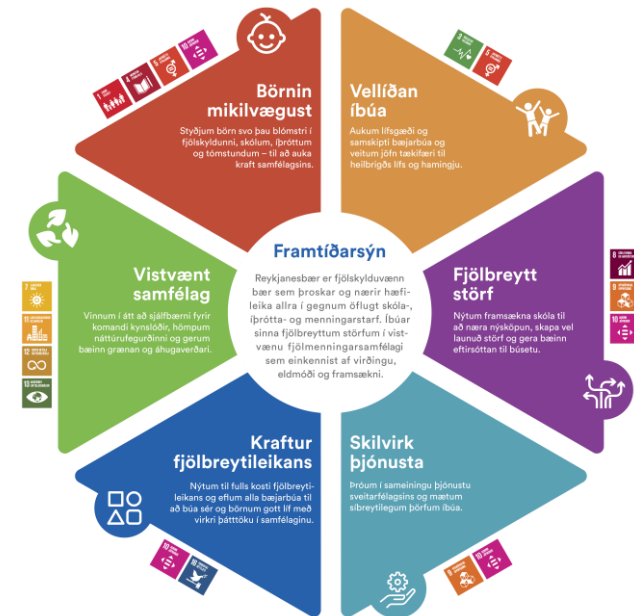 Börnin
mikilvægust
Styðjum börn svo þau blómstri í
fjölskyldunni, skólum, íþróttum
og tómstundum – til að auka
kraft samfélagsins.
Vellíðan
íbúa
Aukum lífsgæði og
samskipti bæjarbúa og
veitum jöfn tækifæri til
heilbrigðs lífs og hamingju.
Vistvænt
samfélag
Vinnum í átt að sjálfbærni fyrir
komandi kynslóðir, hömpum
náttúrufegurðinni og gerum
bæinn grænan og áhugaverðari.
Framtíðarsýn
Reykjanesbær er fjölskylduvænn
bær sem þroskar og nærir hæfi-
leika allra í gegnum öflugt skóla-,
íþrótta- og menningarstarf. Íbúar
sinna fjölbreyttum störfum í vist-
vænu fjölmenningarsamfélagi
sem einkennist af virðingu,
eldmóði og framsækni.
Fjölbreytt
störf
Nýtum framsækna skóla til
að næra nýsköpun, skapa vel
launuð störf og gera bæinn
eftirsóttan til búsetu.
Kraftur
fjölbreytileikans
Nýtum til fulls kosti fjölbreyti-
leikans og eflum alla bæjarbúa til
að búa sér og börnum gott líf með
virkri þátttöku í samfélaginu.
Skilvirk
þjónusta
Þróum í sameiningu þjónustu
sveitarfélagsins og mætum
síbreytilegum þörfum íbúa.